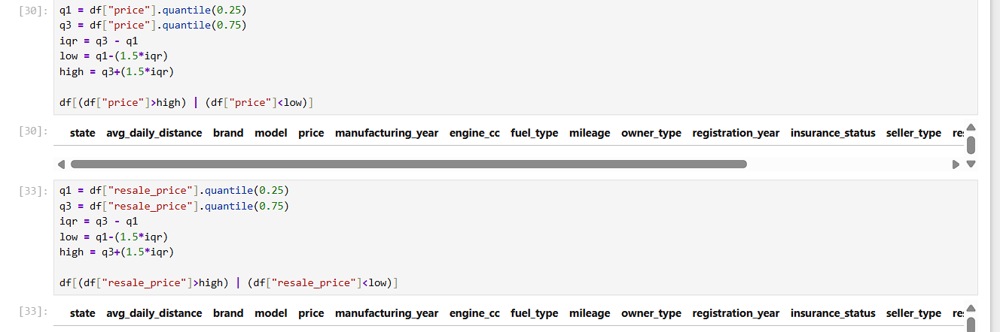 [30]: q1 = df["price"].quantile(0.25)
q3 = df["price"].quantile(0.75)
iqr = q3 - q1
low = q1-(1.5*iqr)
high = q3+(1.5*iqr)
df[(df["price"]>high) | (df["price"]<low)]
[30]: state avg_daily_distance brand model price manufacturing_year engine_cc fuel_type mileage owner_type registration_year insurance_status seller_type re
[33]: q1 = df["resale_price"].quantile(0.25)
q3 = df["resale_price"].quantile(0.75)
iqr = q3 - q1
low = q1-(1.5*iqr)
high = q3+(1.5*iqr)
df[(df["resale_price"]>high) | (df["resale_price"]<low)]
[33]: state avg_daily_distance brand model price manufacturing_year engine_cc fuel_type mileage owner_type registration_year insurance_status seller_type re